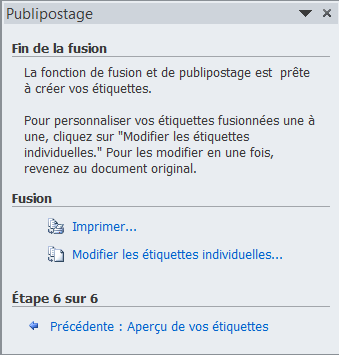 Publipostage
Fin de la fusion
La fonction de fusion et de publipostage est prête
à créer vos étiquettes.
Pour personnaliser vos étiquettes fusionnées une à
une, cliquez sur "Modifier les étiquettes
individuelles." Pour les modifier en une fois,
revenez au document original.
Fusion
Imprimer...
Modifier les étiquettes individuelles...
Étape 6 sur 6
Précédente : Aperçu de vos étiquettes